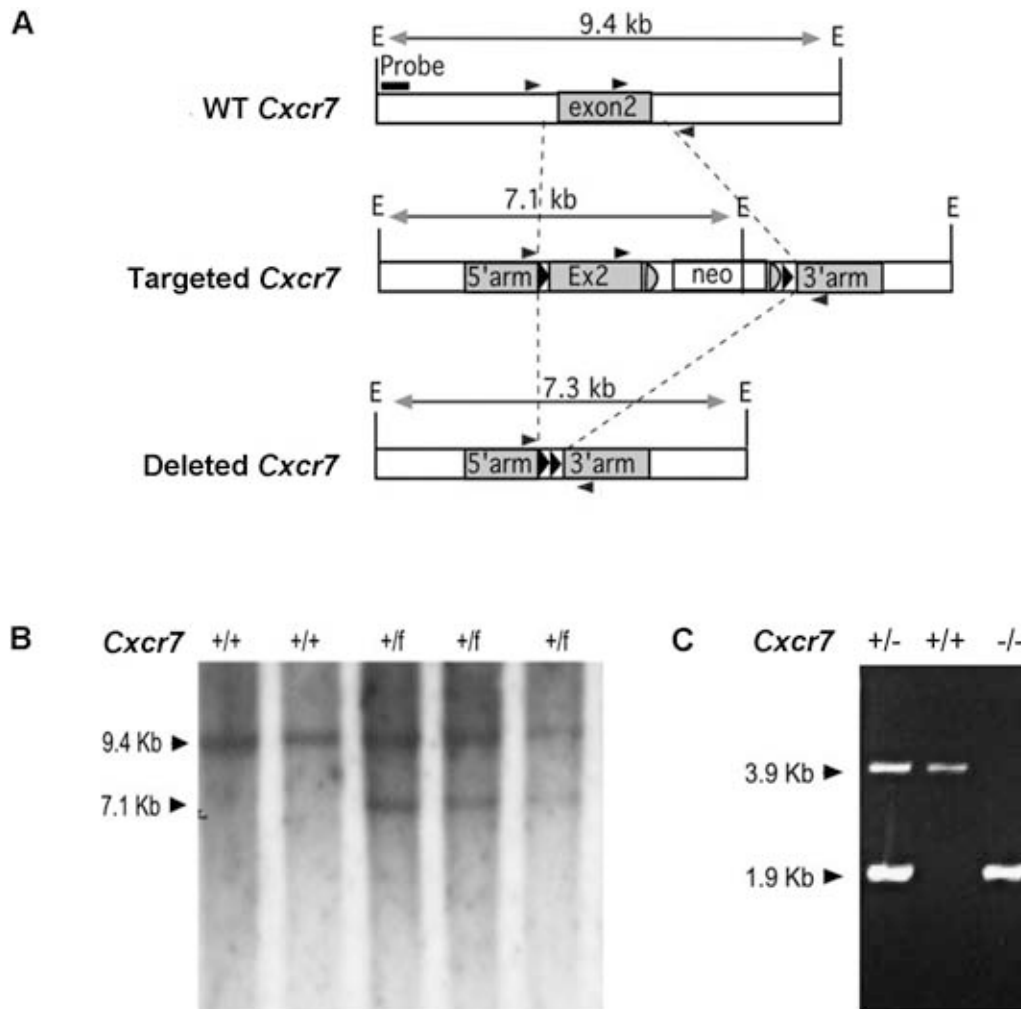 A
E 9.4 kb E
Probe
WT Cxcr7 exon2
E 7.1 kb E E
Targeted Cxcr7 5'arm Ex2 neo 3'arm
E 7.3 kb E
Deleted Cxcr7 5'arm 3'arm
B Cxcr7 +/+ +/+ +/f +/f +/f
9.4 Kb
7.1 Kb
C Cxcr7 +/- +/+ -/-
3.9 Kb
1.9 Kb